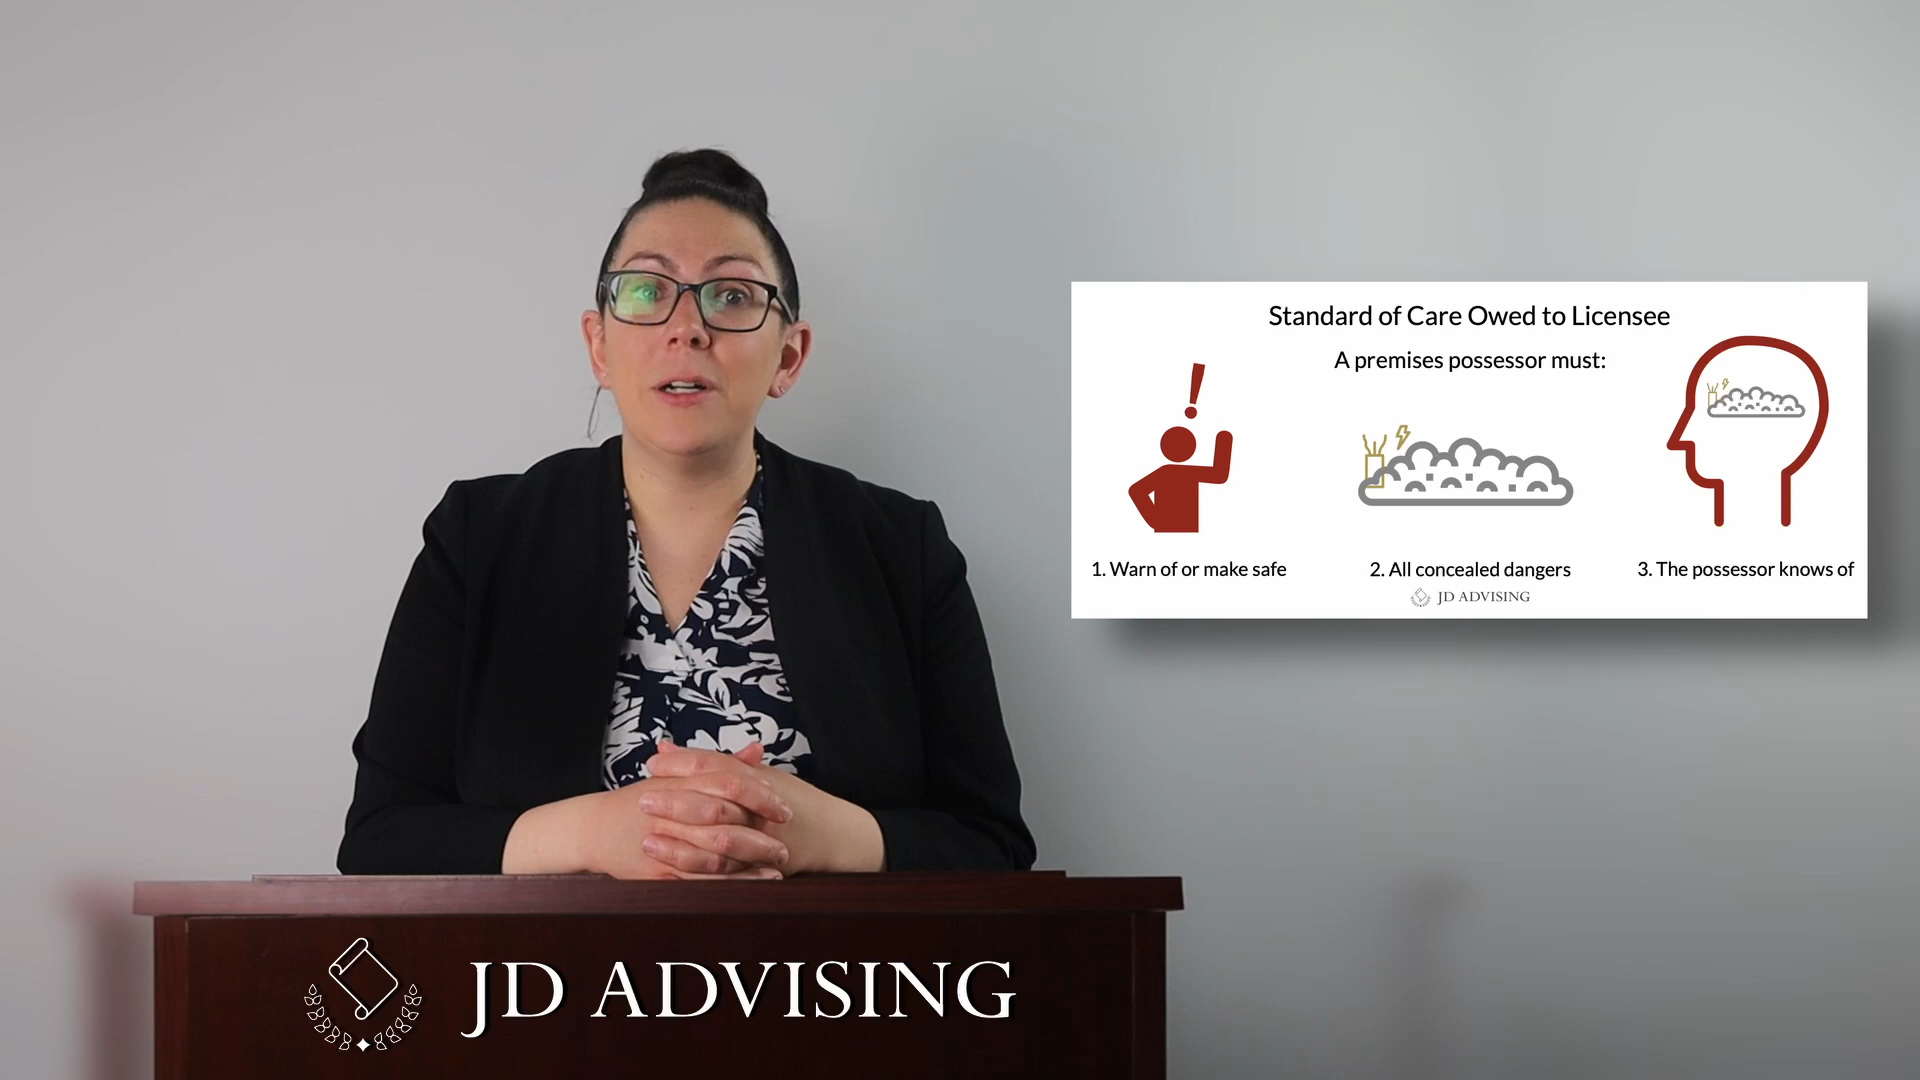 Standard of Care Owed to Licensee
A premises possessor must:
1. Warn of or make safe
2. All concealed dangers
3. The possessor knows of
JD ADVISING
JD ADVISING